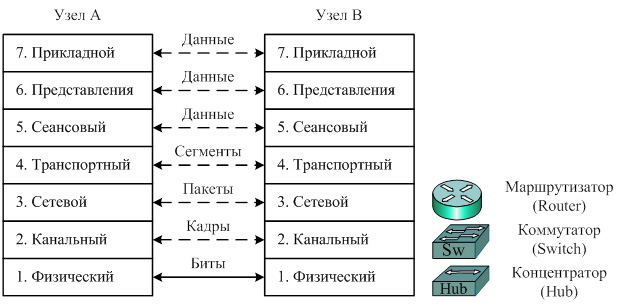 Узел А
Узел В
7. Прикладной
Данные
7. Прикладной
6. Представления
Данные
6. Представления
5. Сеансовый
Данные
5. Сеансовый
4. Транспортный
Сегменты
4. Транспортный
3. Сетевой
Пакеты
3. Сетевой
Маршрутизатор
(Router)
2. Канальный
Кадры
2. Канальный
Sw
Коммутатор
(Switch)
1. Физический
Биты
1. Физический
Hub
Концентратор
(Hub)